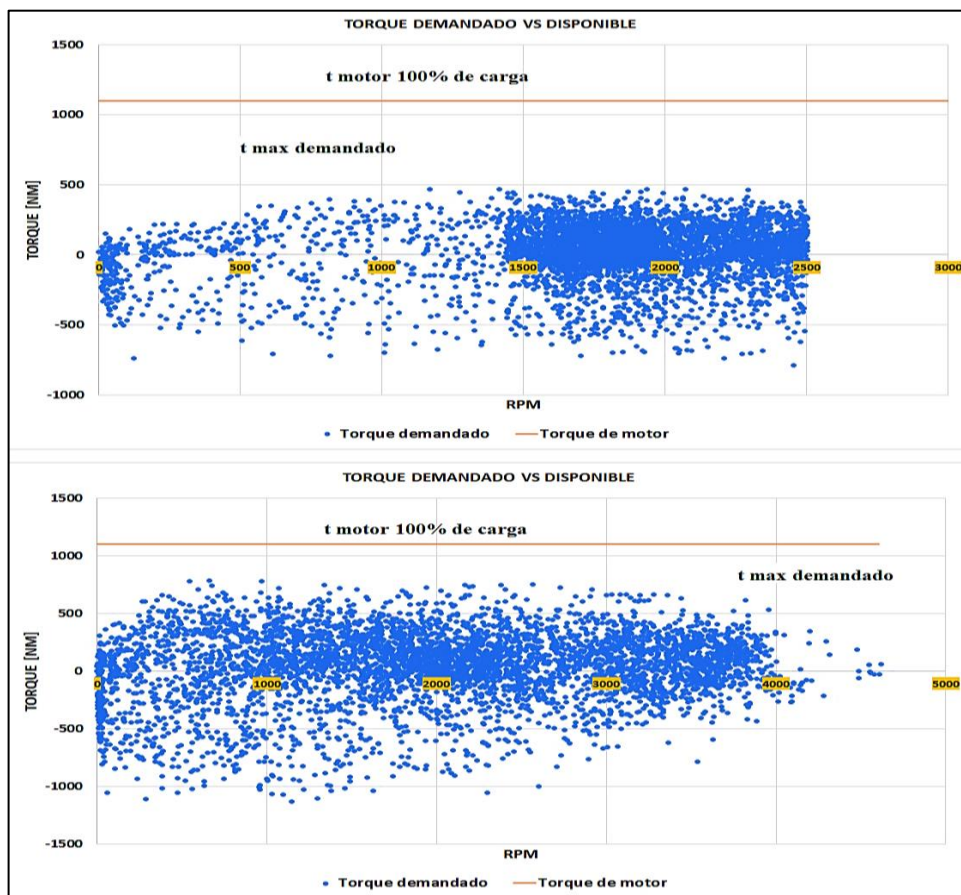 TORQUE DEMANDADO VS DISPONIBLE
1500
t motor 100% de carga
1000
t max demandado
TORQUE [NM]
500
0
0 500 1000 1500 2000 2500 3000
-500
-1000
RPM
Torque demandado Torque de motor
TORQUE DEMANDADO VS DISPONIBLE
1500
t motor 100% de carga
1000
t max demandado
TORQUE [NM]
500
0
0 1000 2000 3000 4000 5000
-500
-1000
-1500
RPM
Torque demandado Torque de motor